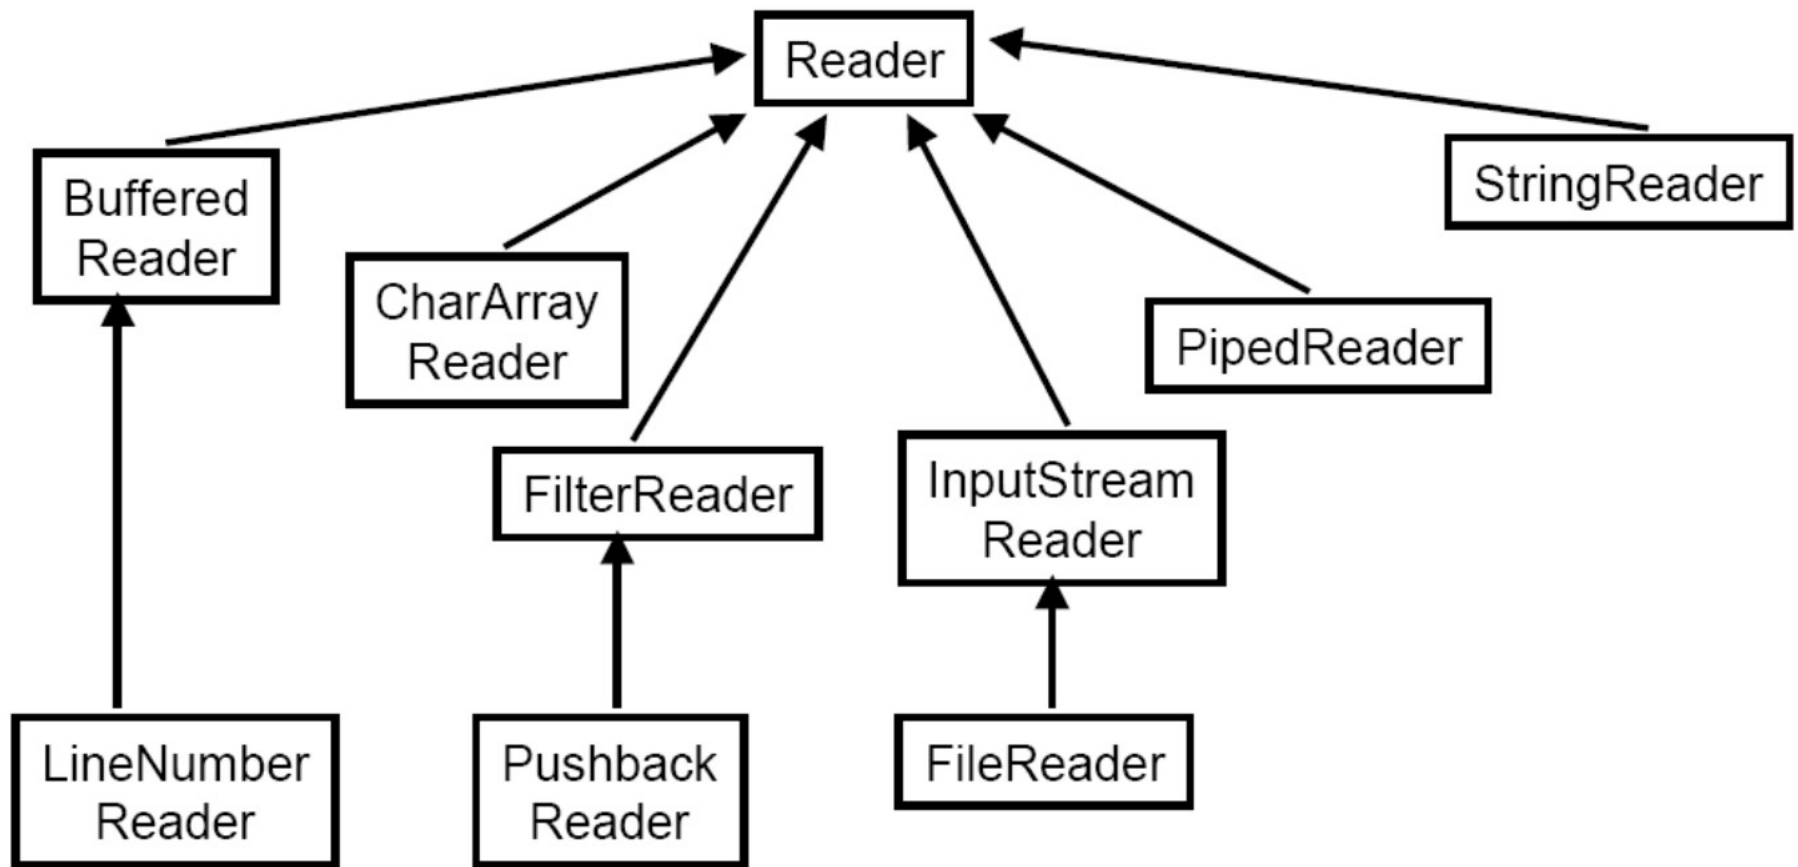 Reader
Buffered
Reader
CharArray
Reader
FilterReader
InputStream
Reader
PipedReader
StringReader
LineNumber
Reader
Pushback
Reader
FileReader